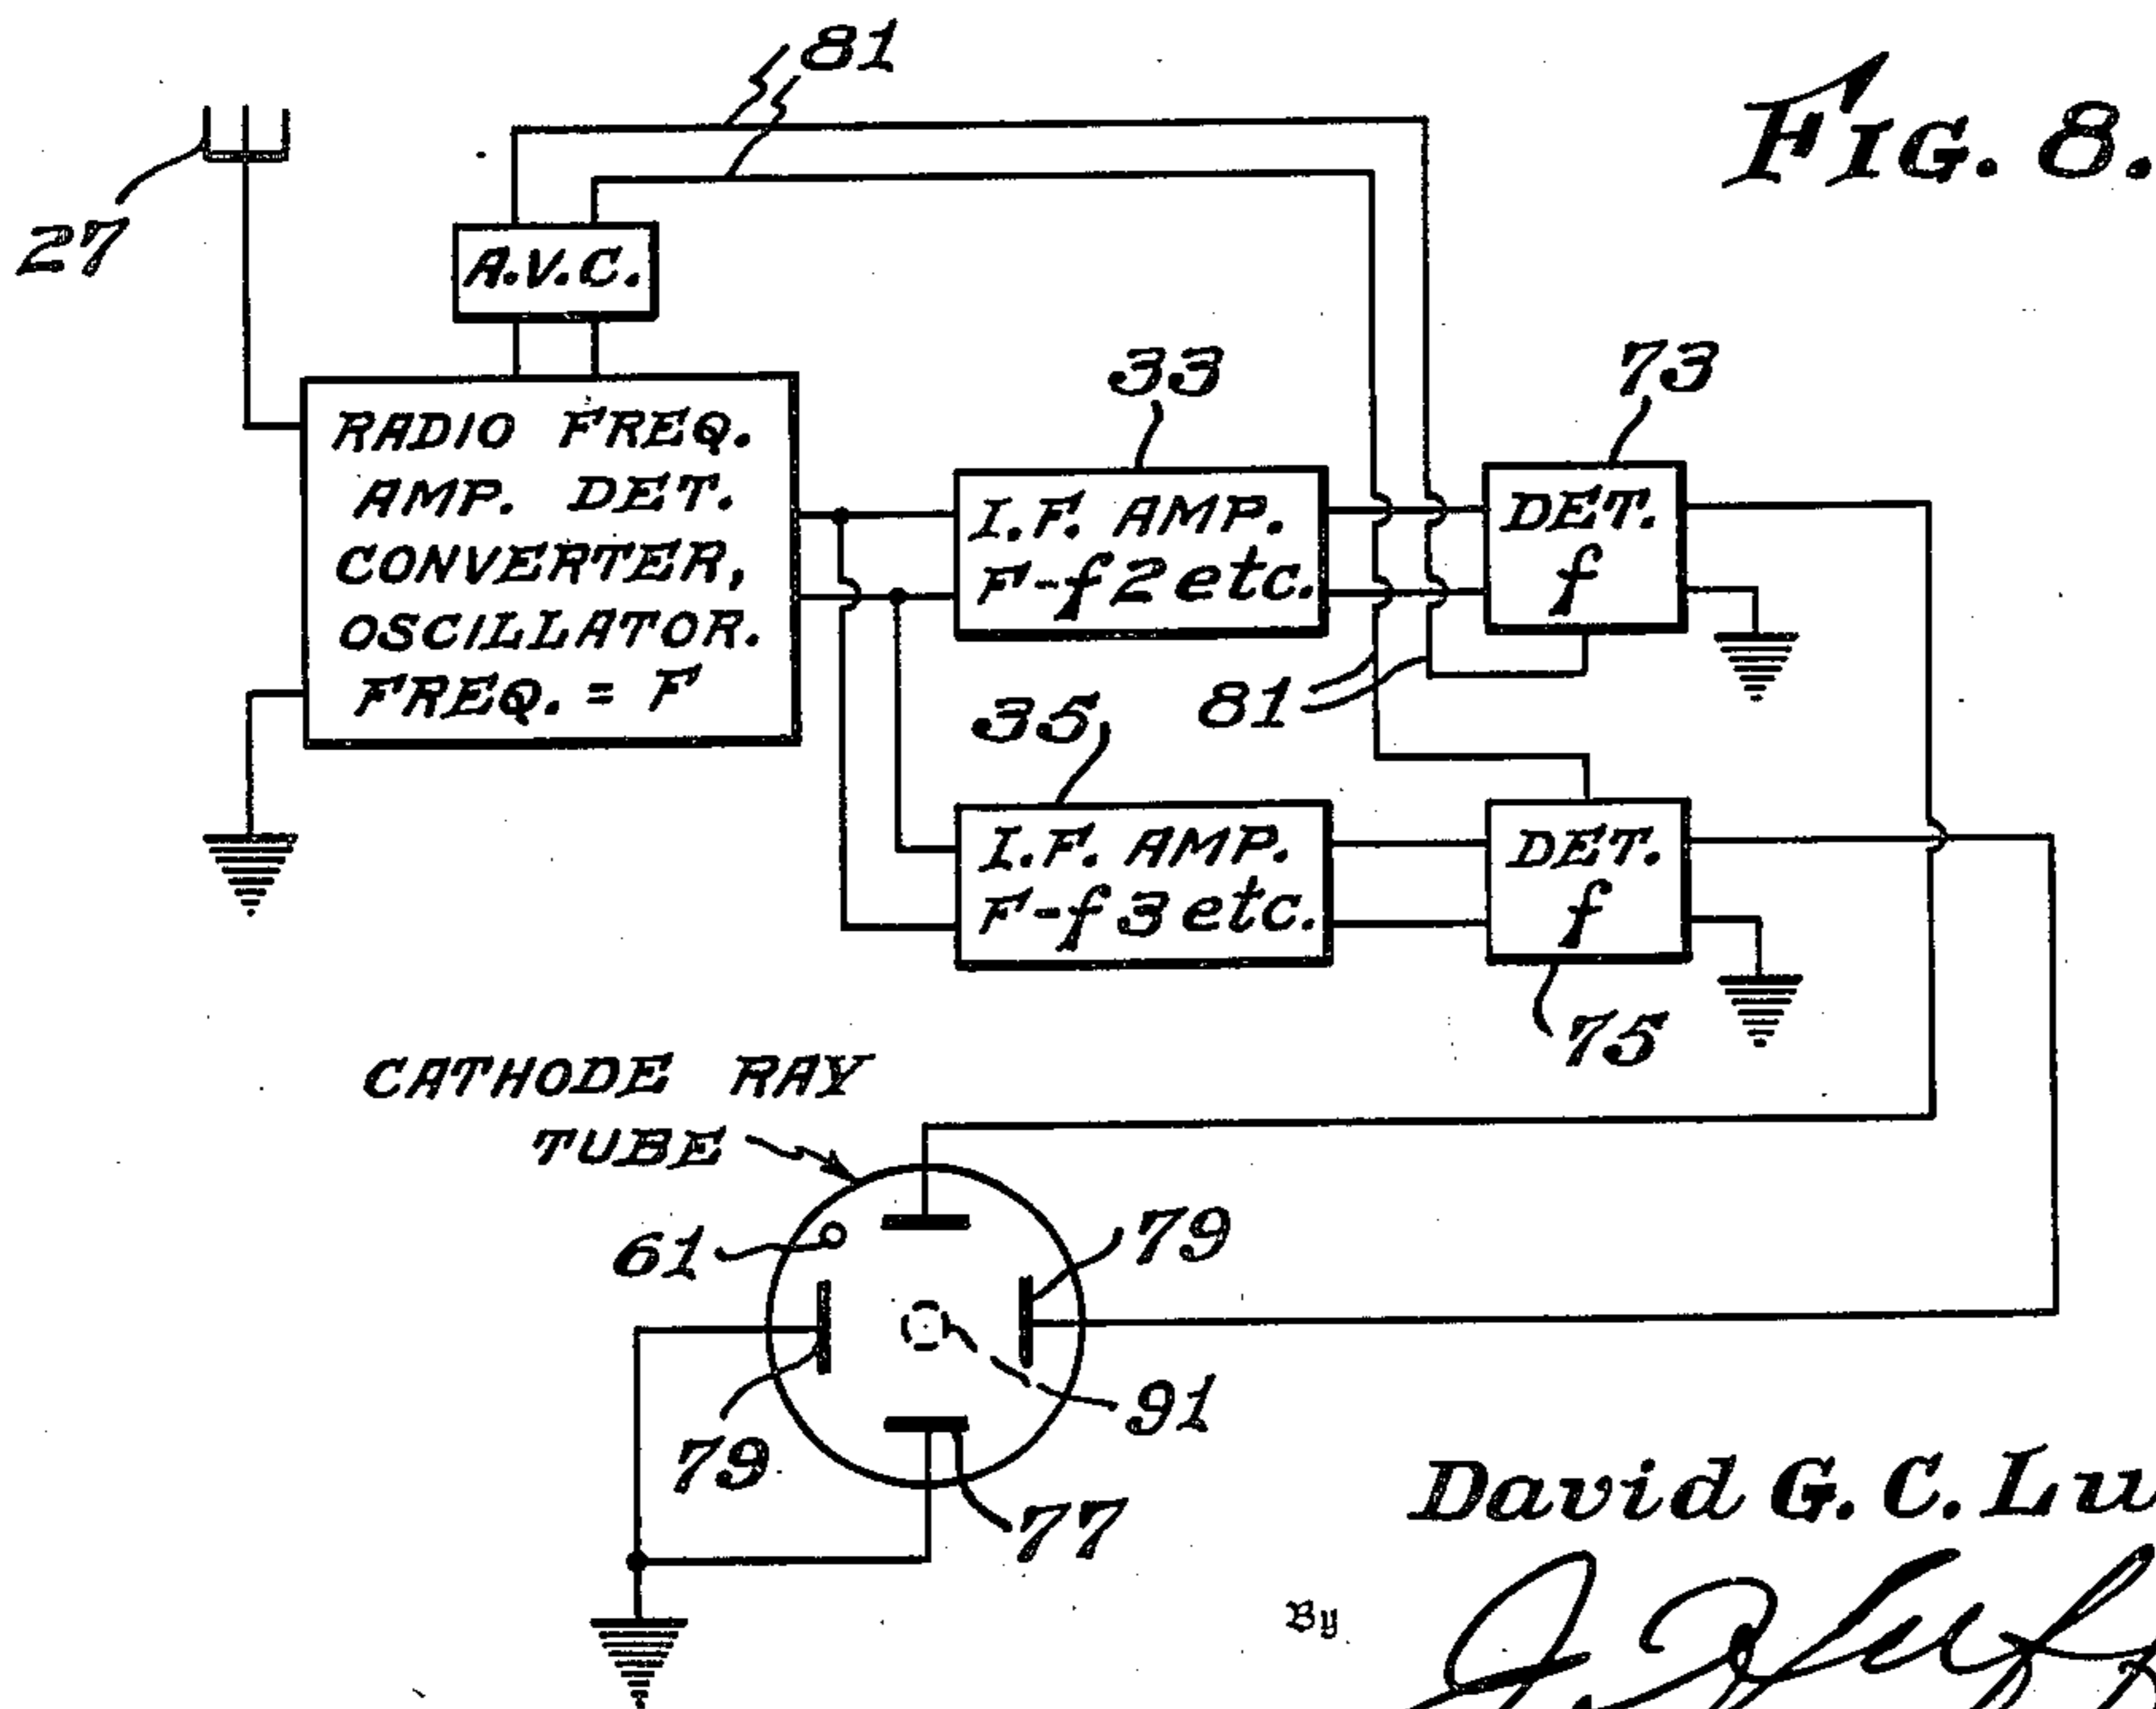 81
FIG. 8.
27
A.V.C.
RADIO FREQ.
AMP. DET.
CONVERTER,
OSCILLATOR.
FREQ. = F
33
I.F. AMP.
F-f2 etc.
73
DET.
f
81
35
I.F. AMP.
F-f3 etc.
DET.
f
75
CATHODE RAY
TUBE
61
79
91
79
77
David G. C. Lu
By